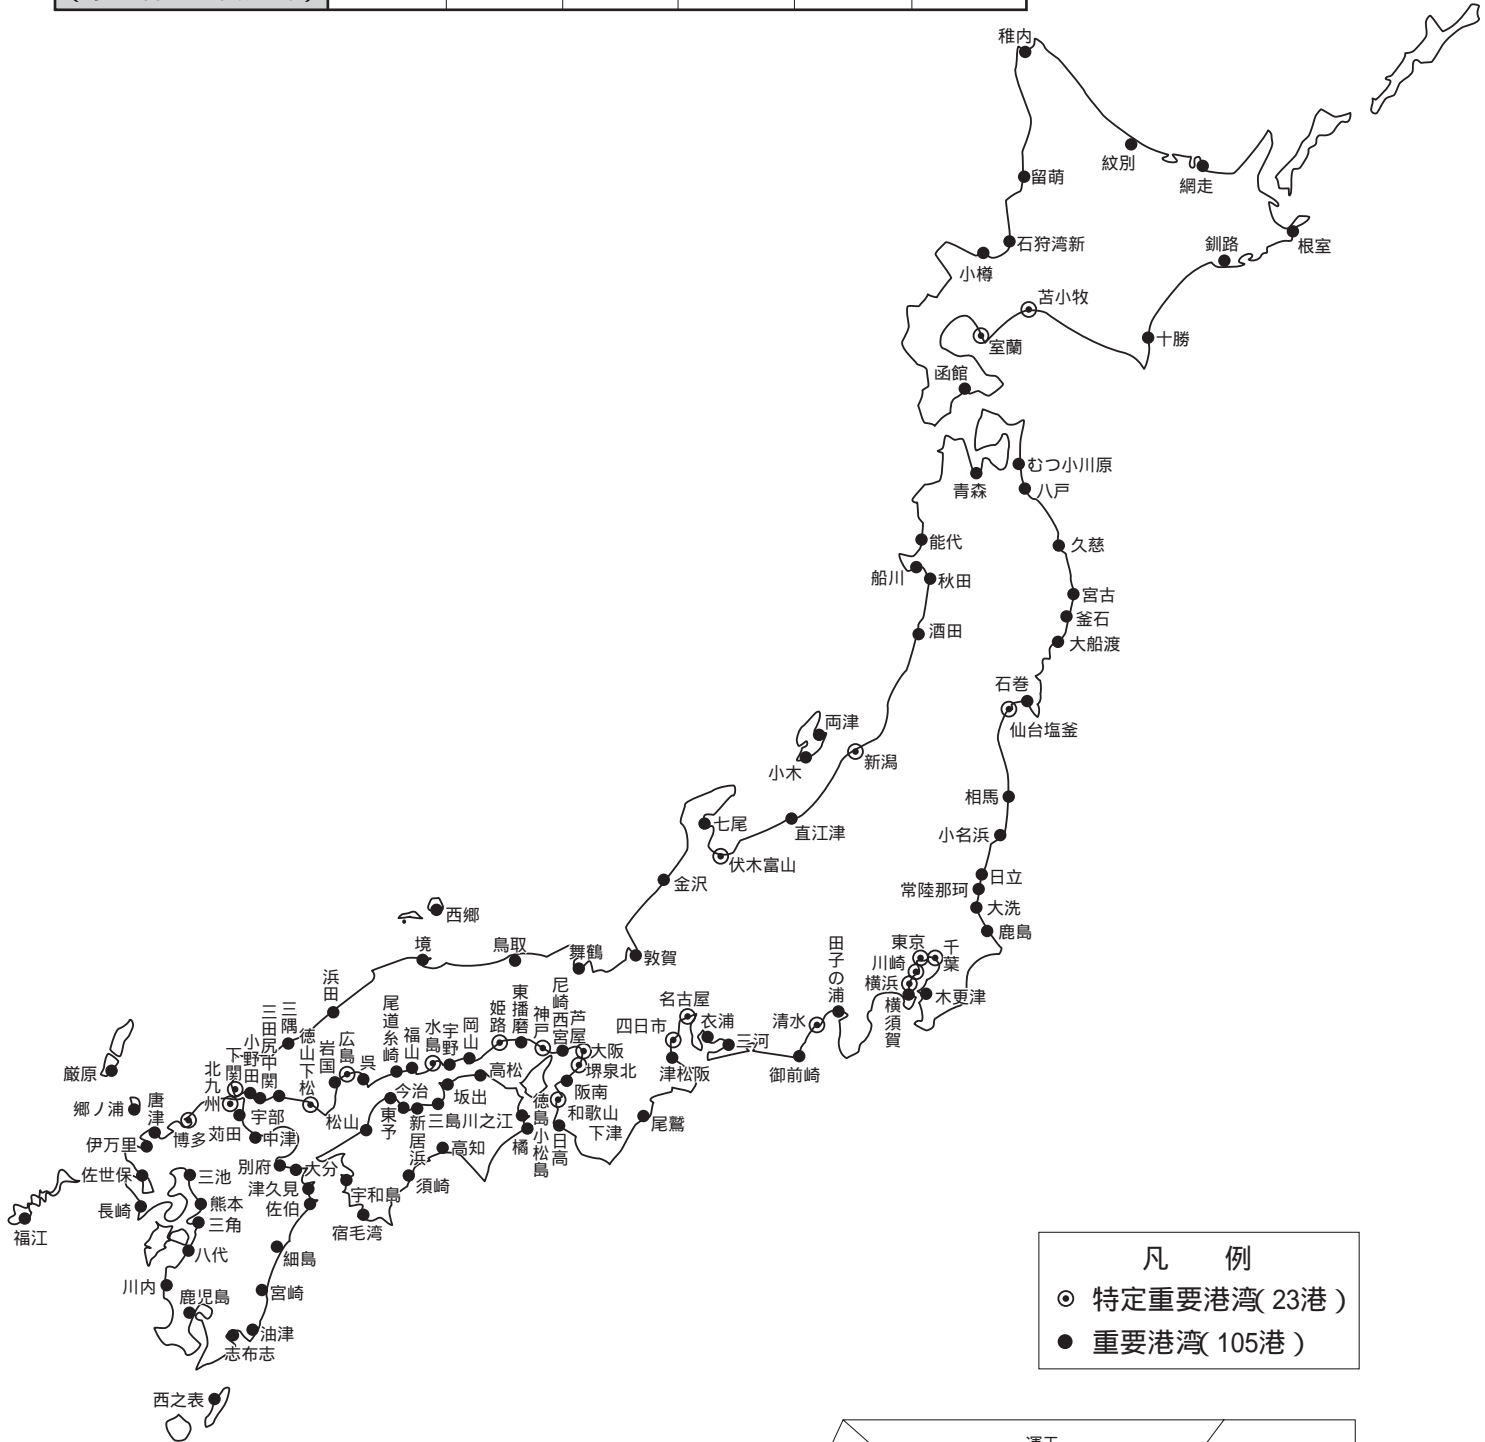 稚内
紋別
網走
留萌
石狩湾新
小樽
根室
釧路
苫小牧
室蘭
十勝
函館
むつ小川原
青森
八戸
能代
久慈
船川
秋田
宮古
釜石
酒田
大船渡
石巻
仙台塩釜
両津
新潟
小木
相馬
七尾
直江津
小名浜
伏木富山
日立
金沢
常陸那珂
大洗
西郷
鹿島
境
鳥取
舞鶴
敦賀
東京
千葉
川崎
横浜
横須賀
木更津
田子の浦
清水
御前崎
名古屋
衣浦
三河
四日市
津松阪
尾鷲
浜田
三隅
三田尻中関
小野田
下関
北九州
徳山下松
岩国
広島
呉
尾道糸崎
福山
水島
宇野
岡山
姫路
東播磨
神戸
尼崎西宮芦屋
大阪
堺泉北
阪南
和歌山下津
日高
高松
坂出
三島川之江
新居浜
東予
今治
松山
徳島小松島
橘
高知
須崎
宇和島
宿毛湾
厳原
郷ノ浦
唐津
博多
伊万里
苅田
宇部
中津
別府
大分
津久見
佐伯
佐世保
三池
長崎
熊本
三角
福江
八代
細島
川内
宮崎
鹿児島
油津
志布志
西之表
凡 例
特定重要港湾（23港）
重要港湾（105港）